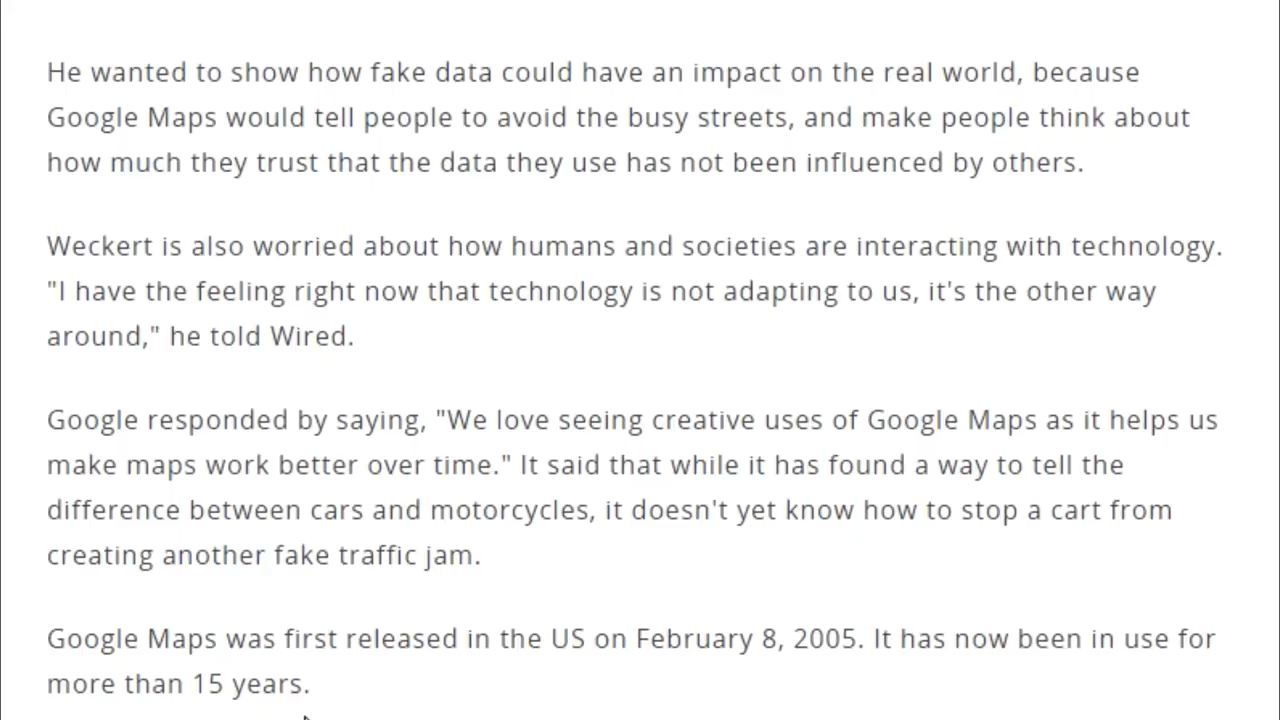 He wanted to show how fake data could have an impact on the real world, because
Google Maps would tell people to avoid the busy streets, and make people think about
how much they trust that the data they use has not been influenced by others.
Weckert is also worried about how humans and societies are interacting with technology.
"I have the feeling right now that technology is not adapting to us, it's the other way
around," he told Wired.
Google responded by saying, "We love seeing creative uses of Google Maps as it helps us
make maps work better over time." It said that while it has found a way to tell the
difference between cars and motorcycles, it doesn't yet know how to stop a cart from
creating another fake traffic jam.
Google Maps was first released in the US on February 8, 2005. It has now been in use for
more than 15 years.